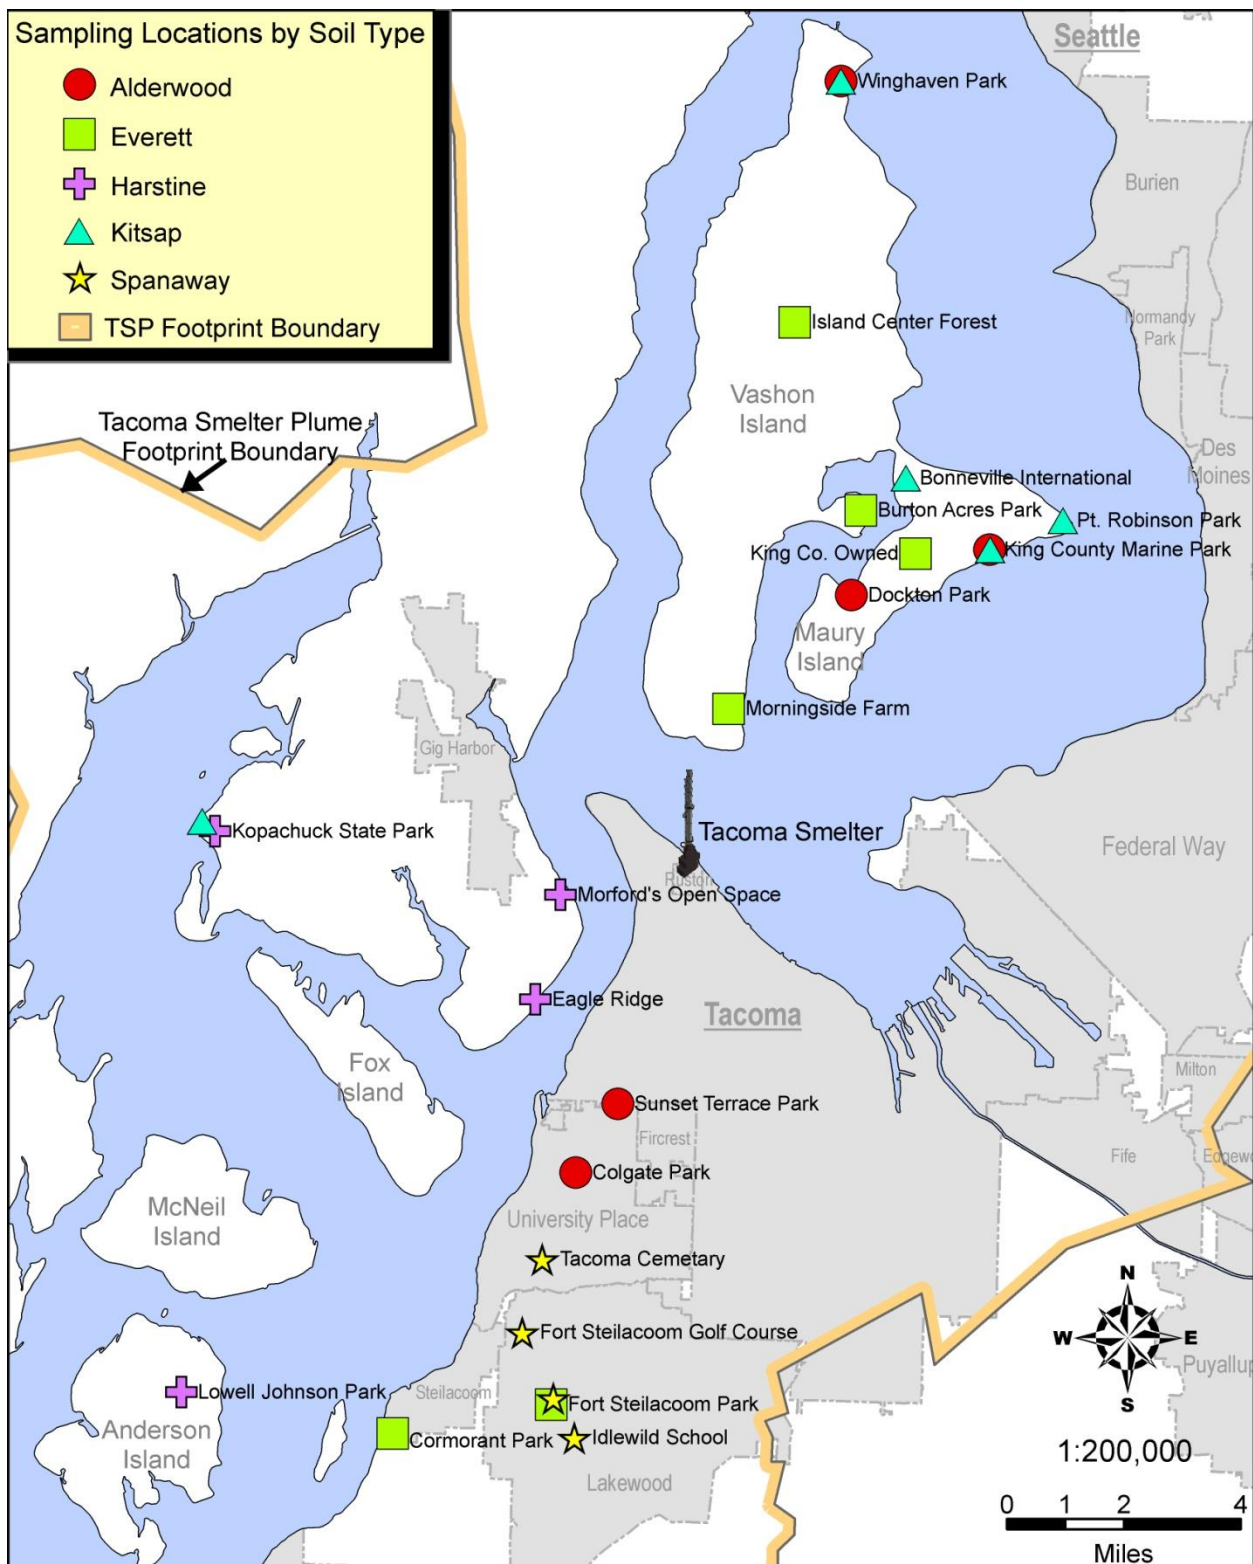 Sampling Locations by Soil Type
Alderwood
Everett
Harstine
Kitsap
Spanaway
TSP Footprint Boundary
Seattle
Winghaven Park
Burien
Normandy
Park
Island Center Forest
Vashon
Island
Tacoma Smelter Plume
Footprint Boundary
Des
Moines
Bonneville International
Burton Acres Park
Pt. Robinson Park
King Co. Owned
King County Marine Park
Dockton Park
Maury
Island
Morningside Farm
Gig Harbor
Kopachuck State Park
Tacoma Smelter
Ruston
Federal Way
Morford's Open Space
Eagle Ridge
Tacoma
Fox
Island
Milton
Sunset Terrace Park
Fircrest
Fife
Edgewo
Colgate Park
McNeil
Island
University Place
Tacoma Cemetary
N
W
E
S
Fort Steilacoom Golf Course
Puyallup
Lowell Johnson Park
Steilacoom
Fort Steilacoom Park
Anderson
Island
Cormorant Park
Idlewild School
Lakewood
1:200,000
0 1 2 4
Miles